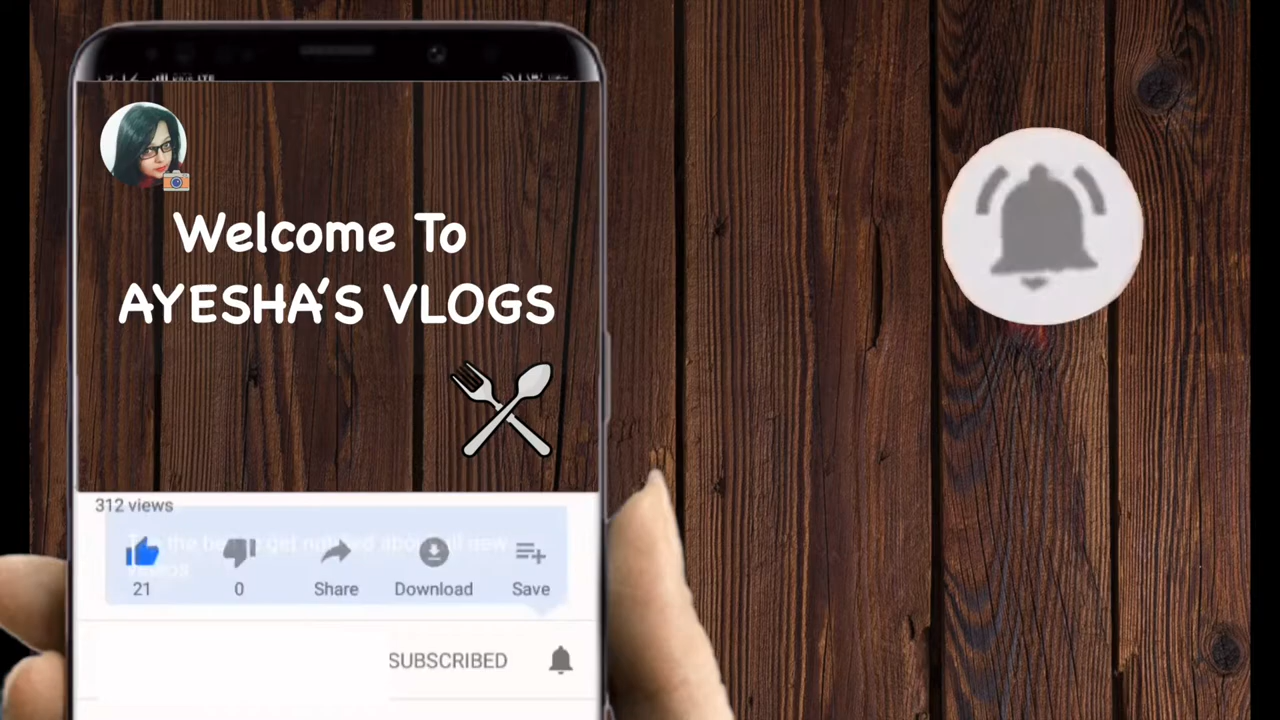 Welcome To
AYESHA'S VLOGS
312 views
21
0
Share
Download
Save
SUBSCRIBED